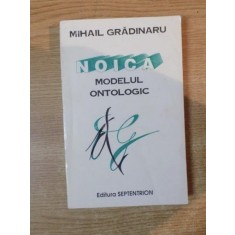 MIHAIL GRĂDINARU
NOICA
MODELUL
ONTOLOGIC
Editura SEPTENTRION